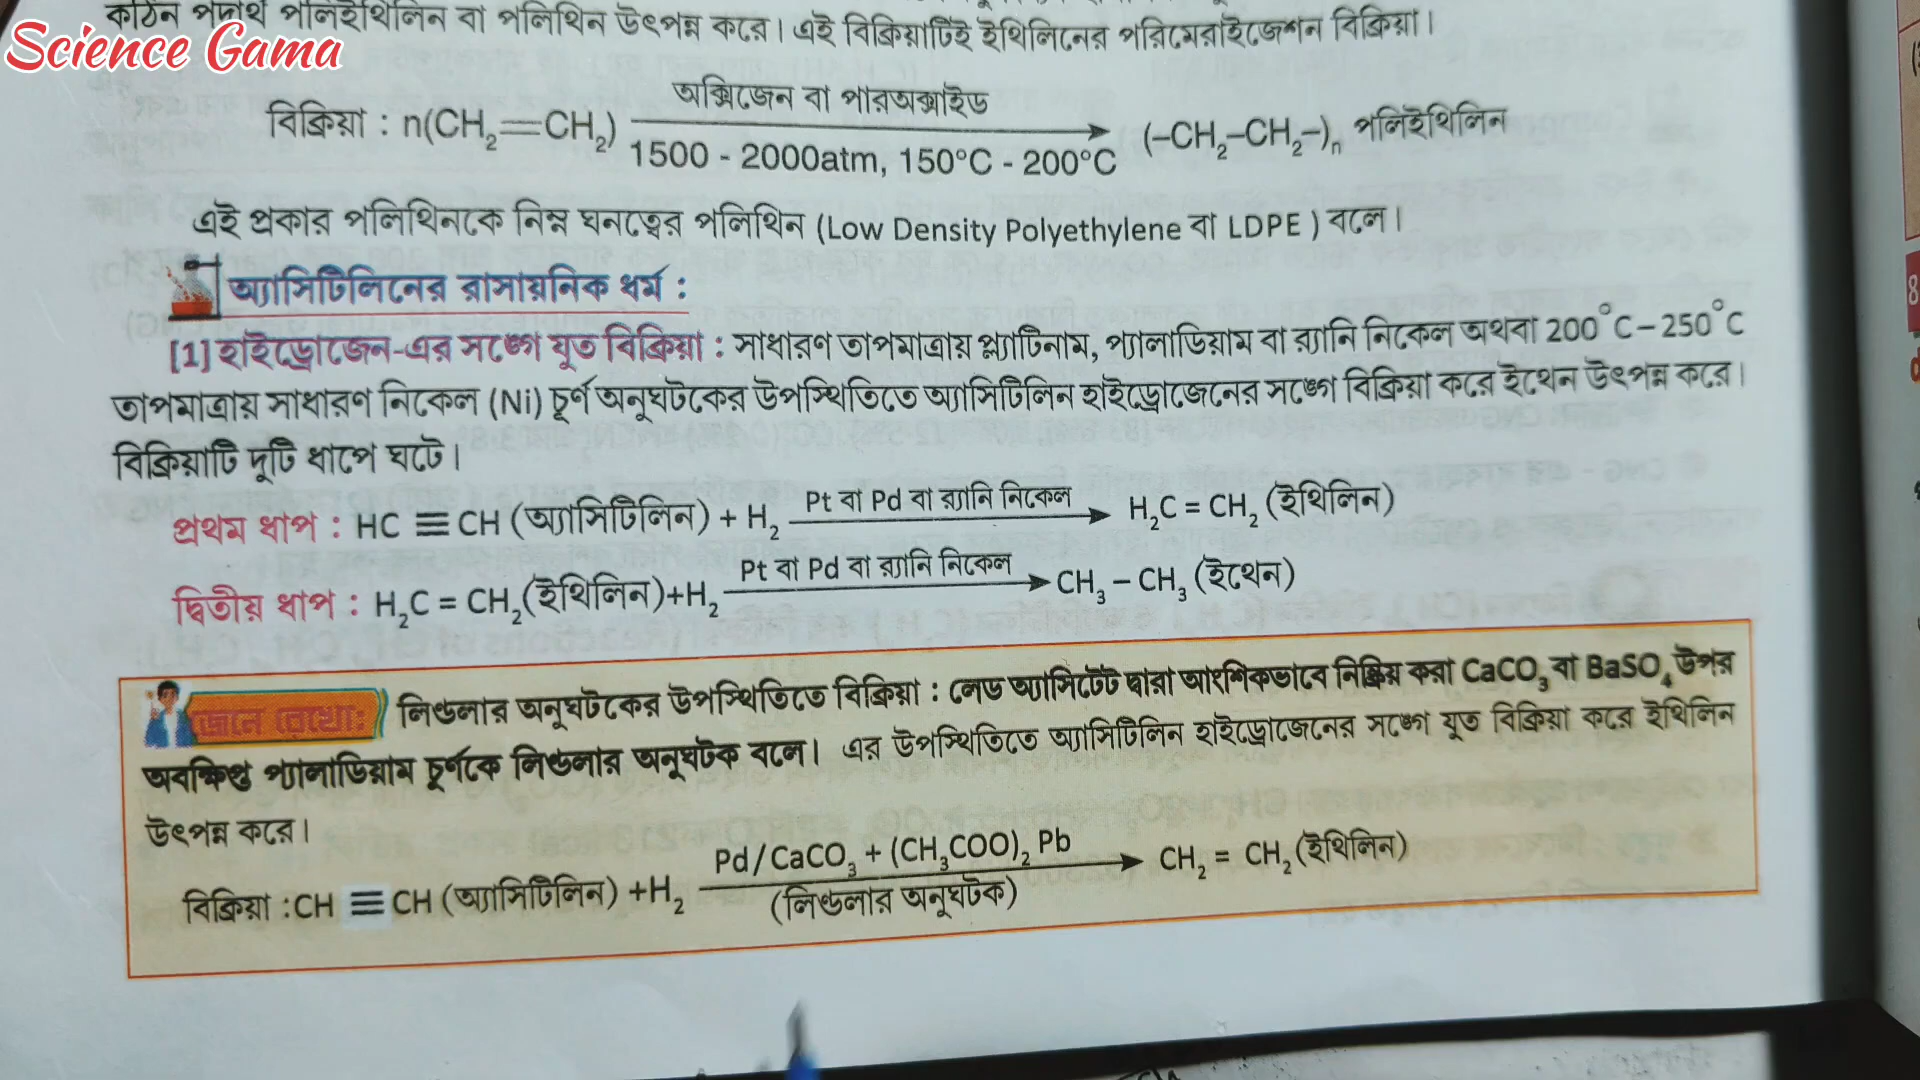 কঠিন পদার্থ পলিইথিলিন বা পলিথিন উৎপন্ন করে। এই বিক্রিয়াটিই ইথিলিনের পরিমেরাইজেশন বিক্রিয়া।
Science Gama
অক্সিজেন বা পারঅক্সাইড
বিক্রিয়া : n(CH₂=CH₂) ⟶ (–CH₂–CH₂–)ₙ পলিইথিলিন
1500 - 2000atm, 150°C - 200°C
এই প্রকার পলিথিনকে নিম্ন ঘনত্বের পলিথিন (Low Density Polyethylene বা LDPE ) বলে।
অ্যাসিটিলিনের রাসায়নিক ধর্ম :
[1] হাইড্রোজেন-এর সঙ্গে যুত বিক্রিয়া : সাধারণ তাপমাত্রায় প্ল্যাটিনাম, প্যালাডিয়াম বা র‍্যানি নিকেল অথবা 200°C – 250°C
তাপমাত্রায় সাধারণ নিকেল (Ni) চূর্ণ অনুঘটকের উপস্থিতিতে অ্যাসিটিলিন হাইড্রোজেনের সঙ্গে বিক্রিয়া করে ইথেন উৎপন্ন করে।
বিক্রিয়াটি দুটি ধাপে ঘটে।
Pt বা Pd বা র‍্যানি নিকেল
প্রথম ধাপ : HC ≡ CH (অ্যাসিটিলিন) + H₂ ⟶ H₂C = CH₂ (ইথিলিন)
Pt বা Pd বা র‍্যানি নিকেল
দ্বিতীয় ধাপ : H₂C = CH₂(ইথিলিন)+H₂ ⟶ CH₃ – CH₃ (ইথেন)
জেনে রেখো: লিণ্ডলার অনুঘটকের উপস্থিতিতে বিক্রিয়া : লেড অ্যাসিটেট দ্বারা আংশিকভাবে নিষ্ক্রিয় করা CaCO₃ বা BaSO₄ উপর
অবক্ষিপ্ত প্যালাডিয়াম চূর্ণকে লিণ্ডলার অনুঘটক বলে। এর উপস্থিতিতে অ্যাসিটিলিন হাইড্রোজেনের সঙ্গে যুত বিক্রিয়া করে ইথিলিন
উৎপন্ন করে।
Pd/CaCO₃ + (CH₃COO)₂ Pb
বিক্রিয়া :CH ≡ CH (অ্যাসিটিলিন) +H₂ ⟶ CH₂ = CH₂ (ইথিলিন)
(লিণ্ডলার অনুঘটক)